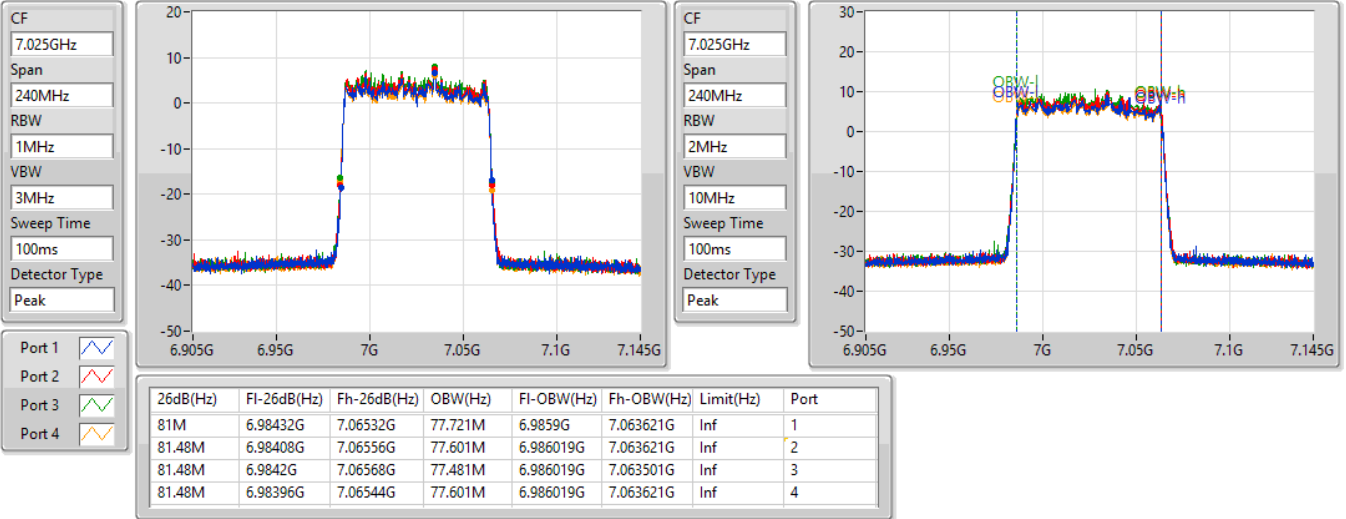 CF
7.025GHz
Span
240MHz
RBW
1MHz
VBW
3MHz
Sweep Time
100ms
Detector Type
Peak
20
10
0
-10
-20
-30
-40
-50
6.905G 6.95G 7G 7.05G 7.1G 7.145G
CF
7.025GHz
Span
240MHz
RBW
2MHz
VBW
10MHz
Sweep Time
100ms
Detector Type
Peak
30
20
10
0
-10
-20
-30
-40
-50
OBW-l
OBW-l
OBW-h
OBW-h
6.905G 6.95G 7G 7.05G 7.1G 7.145G
Port 1
Port 2
Port 3
Port 4
26dB(Hz) Fl-26dB(Hz) Fh-26dB(Hz) OBW(Hz) Fl-OBW(Hz) Fh-OBW(Hz) Limit(Hz) Port
81M 6.98432G 7.06532G 77.721M 6.9859G 7.063621G Inf 1
81.48M 6.98408G 7.06556G 77.601M 6.986019G 7.063621G Inf 2
81.48M 6.9842G 7.06568G 77.481M 6.986019G 7.063501G Inf 3
81.48M 6.98396G 7.06544G 77.601M 6.986019G 7.063621G Inf 4